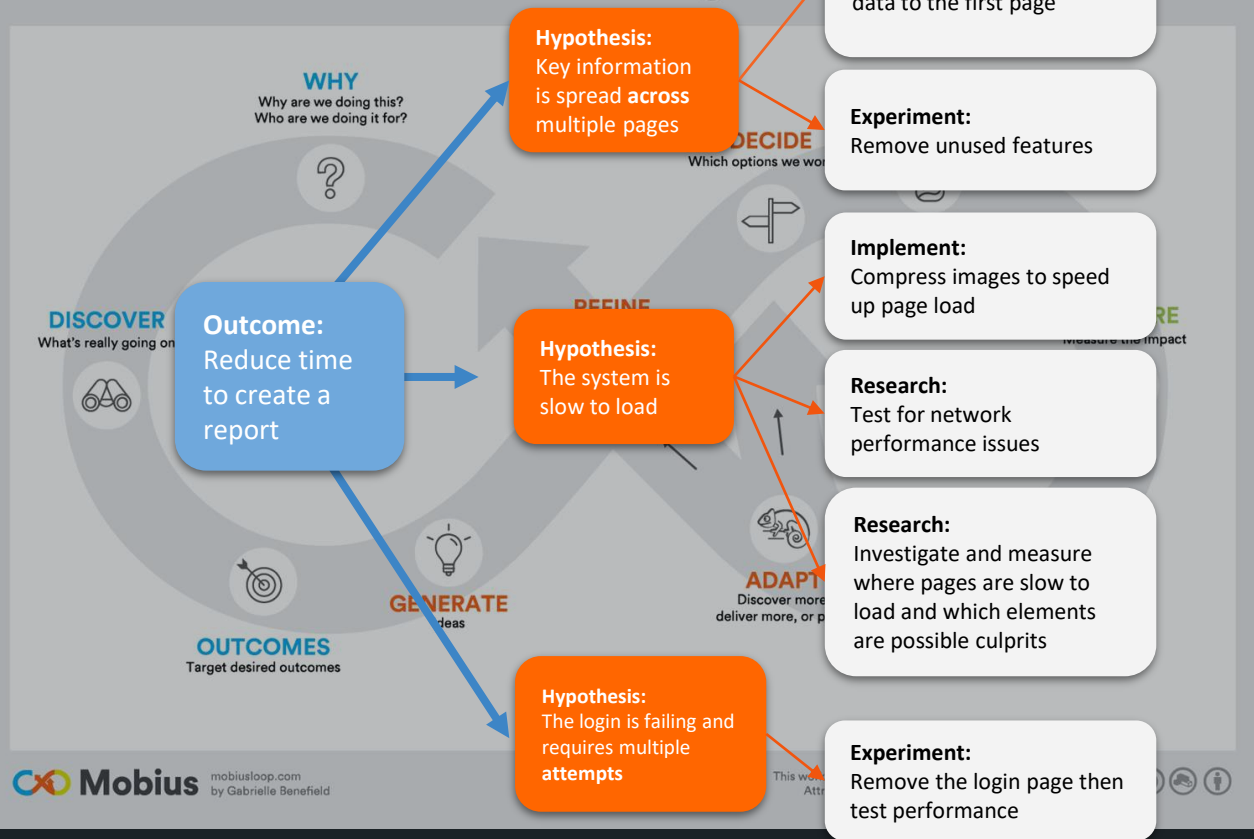 data to the first page
Hypothesis:
Key information
is spread across
multiple pages
WHY
Why are we doing this?
Who are we doing it for?
Experiment:
Remove unused features
DECIDE
Which options we
Implement:
Compress images to speed
up page load
DISCOVER
What's really going on
Outcome:
Reduce time
to create a
report
REFINE
Hypothesis:
The system is
slow to load
Measure the impact
Research:
Test for network
performance issues
Research:
Investigate and measure
where pages are slow to
load and which elements
are possible culprits
ADAPT
Discover more
deliver more, or
GENERATE
Ideas
OUTCOMES
Target desired outcomes
Hypothesis:
The login is failing and
requires multiple
attempts
Experiment:
Remove the login page then
test performance
Mobius
mobiusloop.com
by Gabrielle Benefield
This